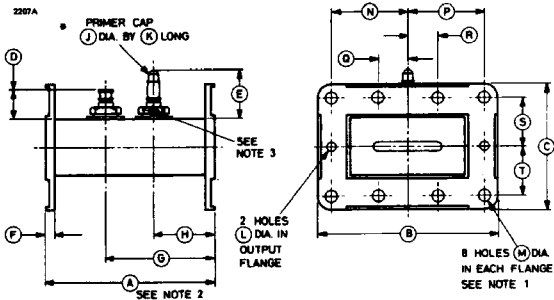 2207A
PRIMER CAP
J DIA. BY K LONG
N
P
R
Q
D
E
S
C
T
SEE
NOTE 3
F
H
G
A
SEE NOTE 2
2 HOLES
L DIA. IN
OUTPUT
FLANGE
B
8 HOLES M DIA.
IN EACH FLANGE
SEE NOTE 1